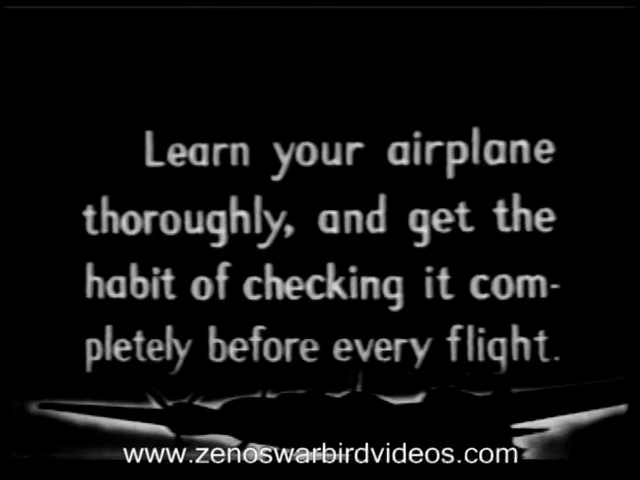 Learn your airplane
thoroughly, and get the
habit of checking it com-
pletely before every flight.
www.zenoswarbirdvideos.com